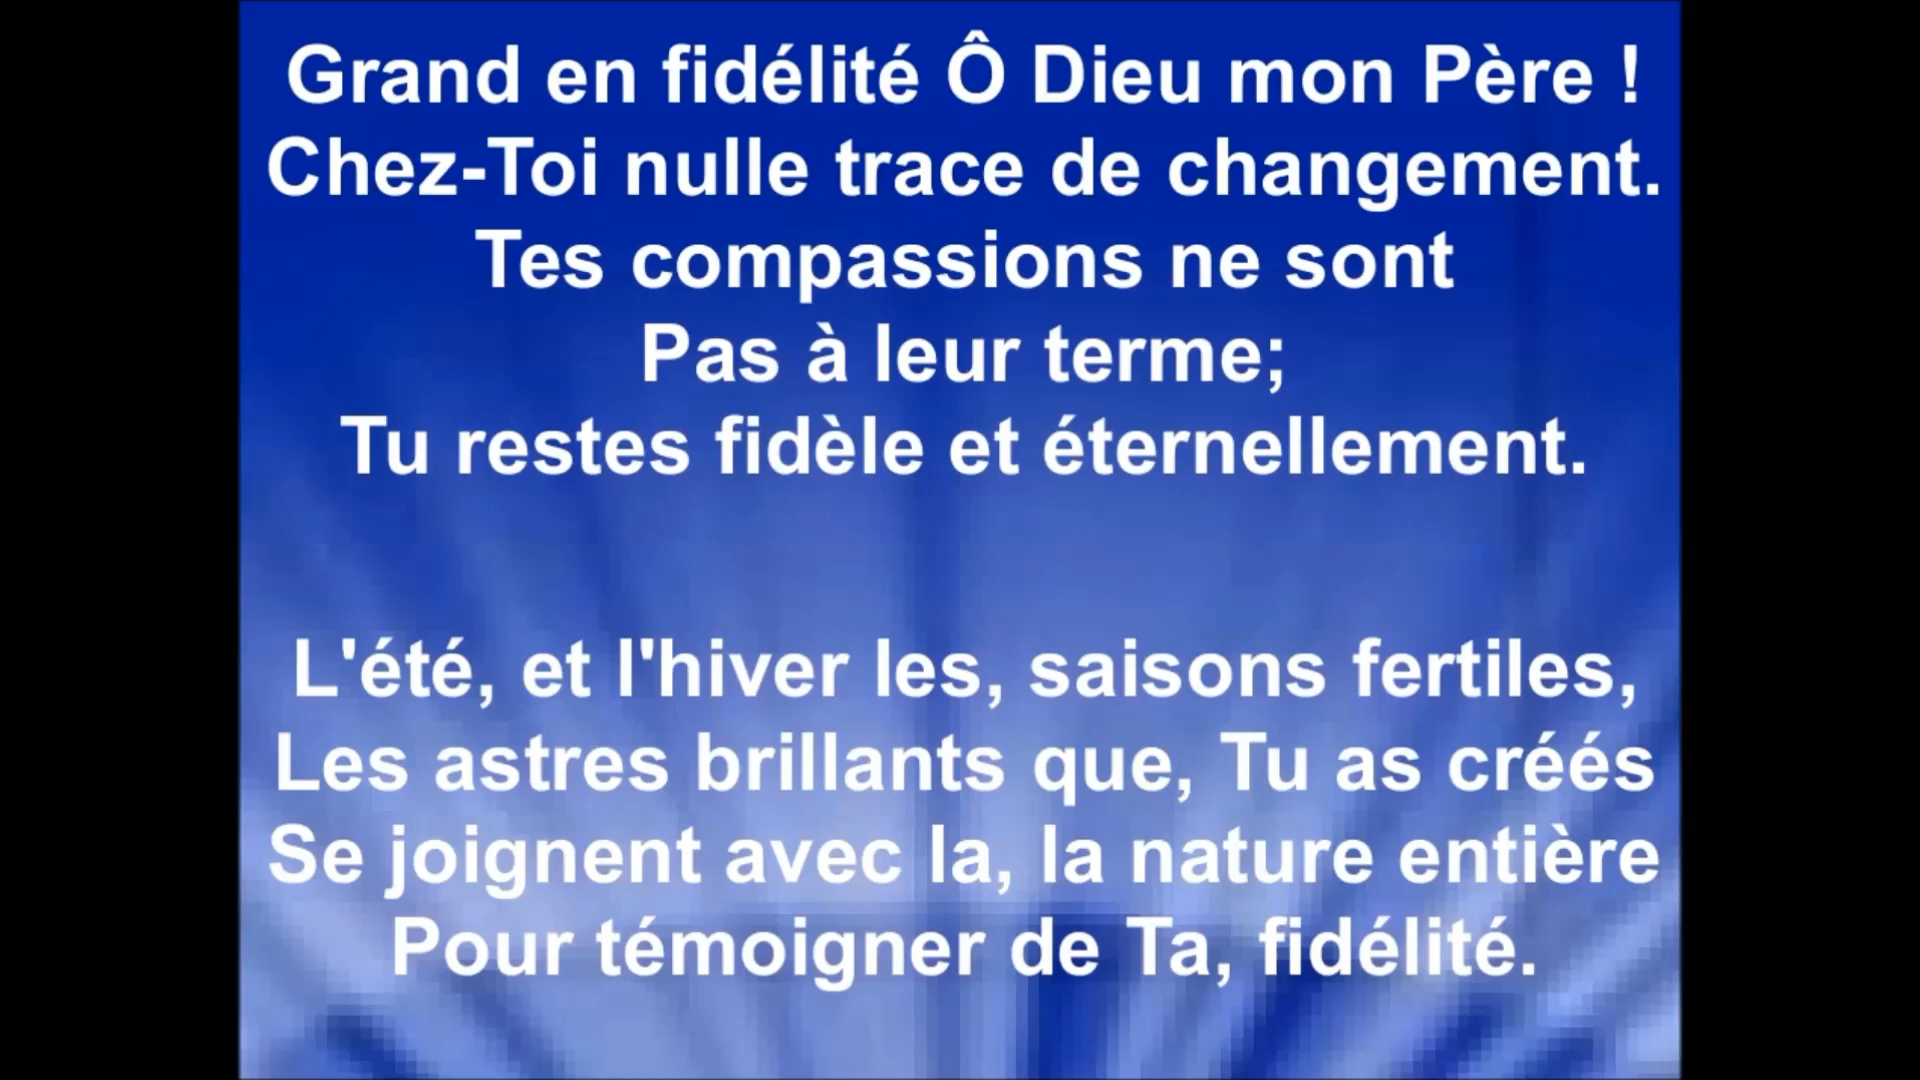 Grand en fidélité Ô Dieu mon Père !
Chez-Toi nulle trace de changement.
Tes compassions ne sont
Pas à leur terme;
Tu restes fidèle et éternellement.
L'été, et l'hiver les, saisons fertiles,
Les astres brillants que, Tu as créés
Se joignent avec la, la nature entière
Pour témoigner de Ta, fidélité.